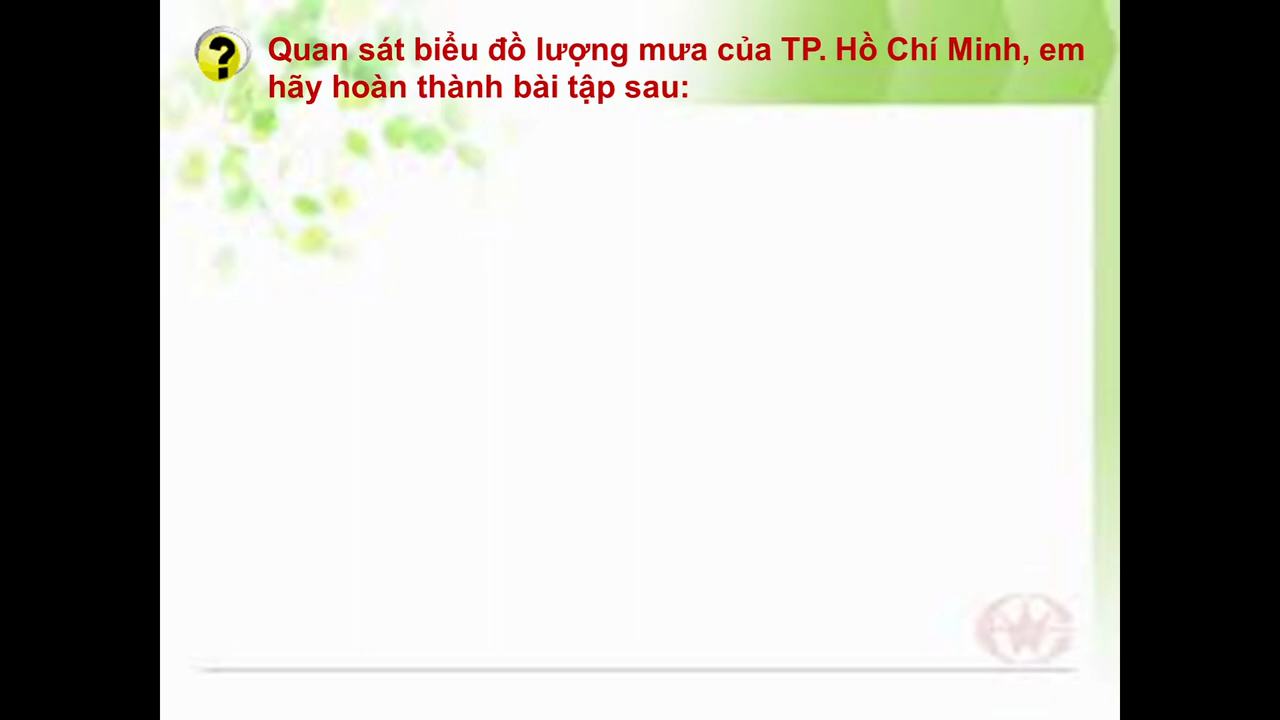 Quan sát biểu đồ lượng mưa của TP. Hồ Chí Minh, em
hãy hoàn thành bài tập sau: